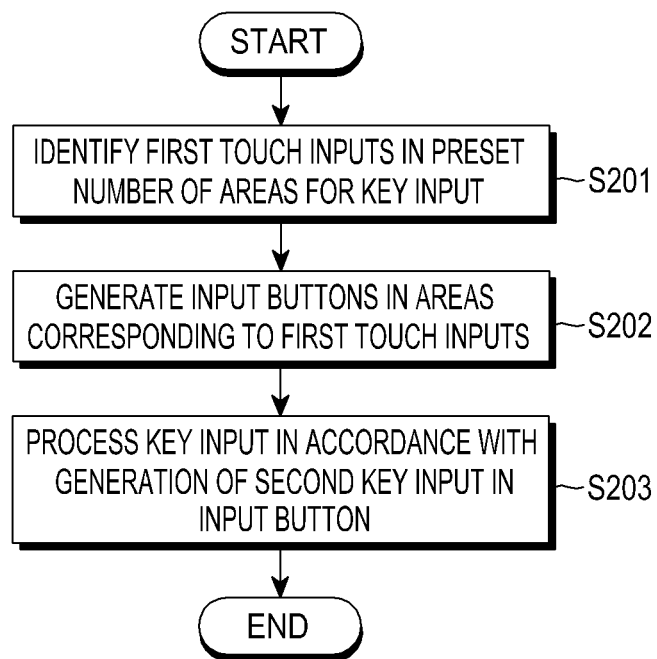 START
IDENTIFY FIRST TOUCH INPUTS IN PRESET
NUMBER OF AREAS FOR KEY INPUT
S201
GENERATE INPUT BUTTONS IN AREAS
CORRESPONDING TO FIRST TOUCH INPUTS
S202
PROCESS KEY INPUT IN ACCORDANCE WITH
GENERATION OF SECOND KEY INPUT IN
INPUT BUTTON
S203
END